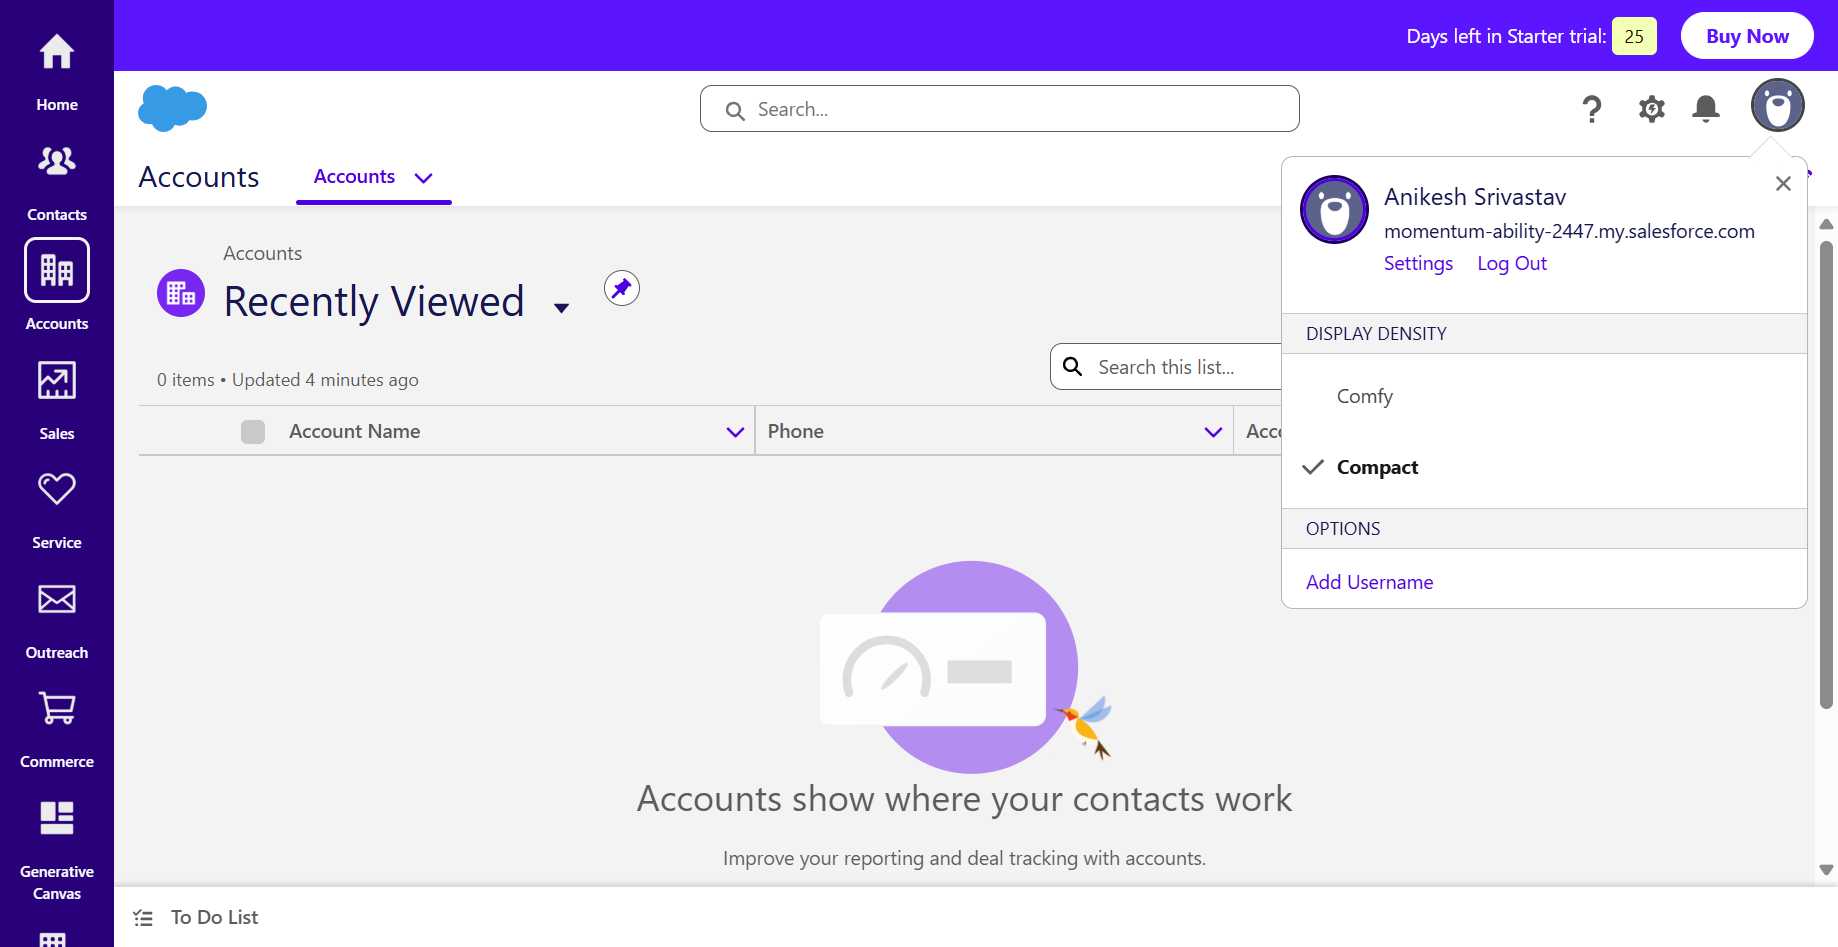 Days left in Starter trial: 25
Buy Now
Home
Contacts
Accounts
Sales
Service
Outreach
Commerce
Generative
Canvas
Search...
Accounts
Accounts
Accounts
Recently Viewed
0 items • Updated 4 minutes ago
Search this list...
Account Name
Phone
Acco
Anikesh Srivastav
momentum-ability-2447.my.salesforce.com
Settings Log Out
DISPLAY DENSITY
Comfy
Compact
OPTIONS
Add Username
Accounts show where your contacts work
Improve your reporting and deal tracking with accounts.
To Do List